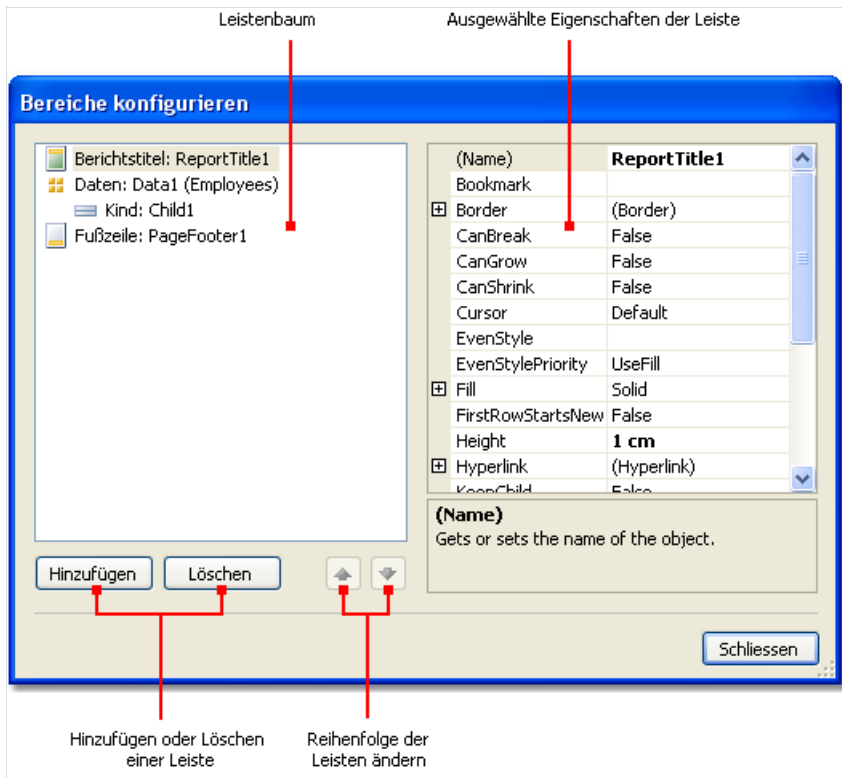 Leistenbaum
Ausgewählte Eigenschaften der Leiste
Bereiche konfigurieren
Berichtstitel: ReportTitle1
Daten: Data1 (Employees)
Kind: Child1
Fußzeile: PageFooter1
(Name) ReportTitle1
Bookmark
Border (Border)
CanBreak False
CanGrow False
CanShrink False
Cursor Default
EvenStyle
EvenStylePriority UseFill
Fill Solid
FirstRowStartsNew False
Height 1 cm
Hyperlink (Hyperlink)
KeepChild False
(Name)
Gets or sets the name of the object.
Hinzufügen Löschen
Schliessen
Hinzufügen oder Löschen
einer Leiste
Reihenfolge der
Leisten ändern